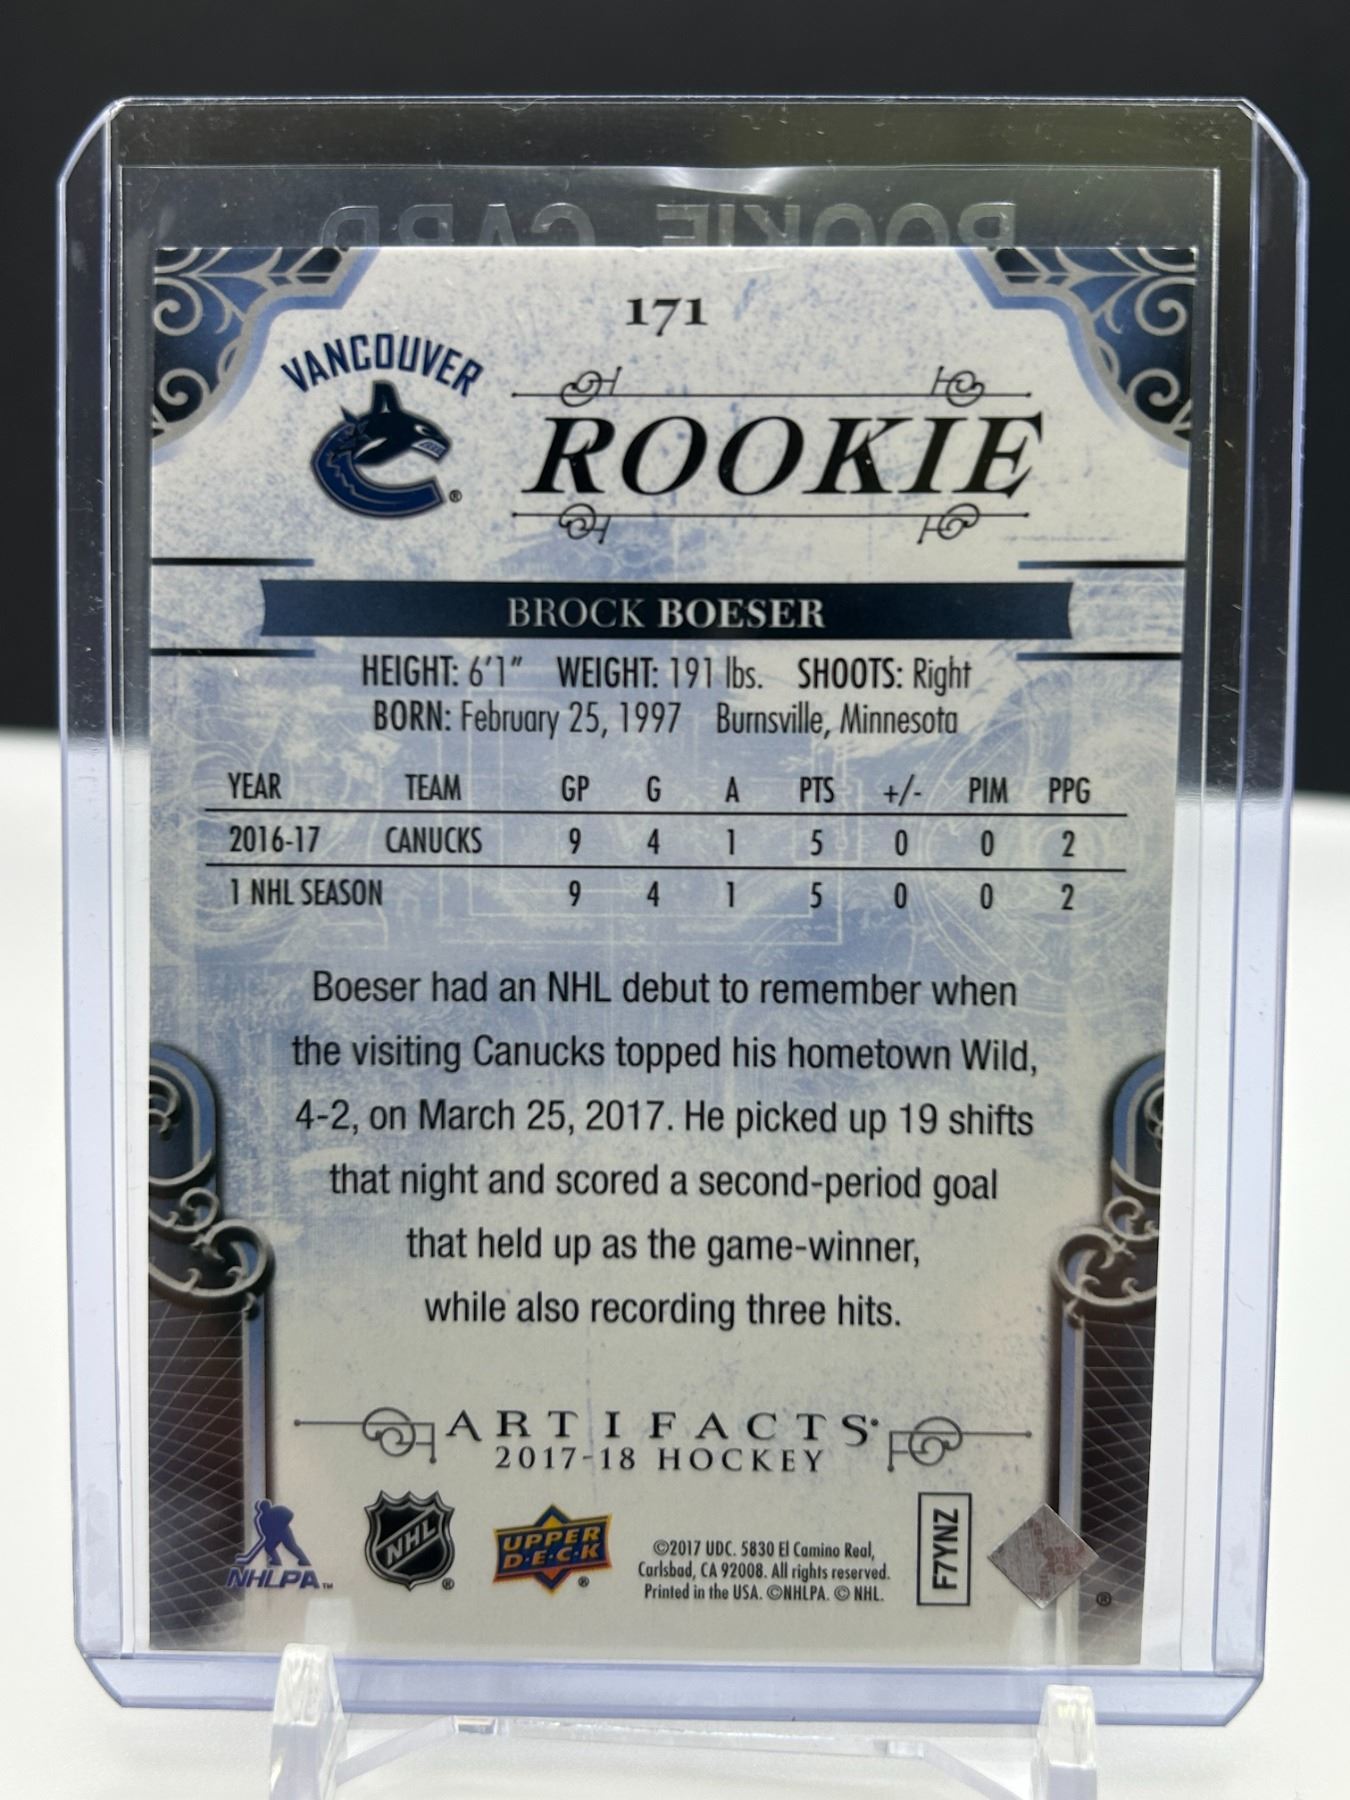 ROOKIE CARD
171
VANCOUVER
®
ROOKIE
BROCK BOESER
HEIGHT: 6'1" WEIGHT: 191 lbs. SHOOTS: Right
BORN: February 25, 1997 Burnsville, Minnesota
YEAR TEAM GP G A PTS +/- PIM PPG
2016-17 CANUCKS 9 4 1 5 0 0 2
1 NHL SEASON 9 4 1 5 0 0 2
Boeser had an NHL debut to remember when
the visiting Canucks topped his hometown Wild,
4-2, on March 25, 2017. He picked up 19 shifts
that night and scored a second-period goal
that held up as the game-winner,
while also recording three hits.
ARTIFACTS
2017-18 HOCKEY
NHLPA™
NHL ®
UPPER
D·E·C·K ®
©2017 UDC. 5830 El Camino Real,
Carlsbad, CA 92008. All rights reserved.
Printed in the USA. ©NHLPA. © NHL.
F7YNZ
®